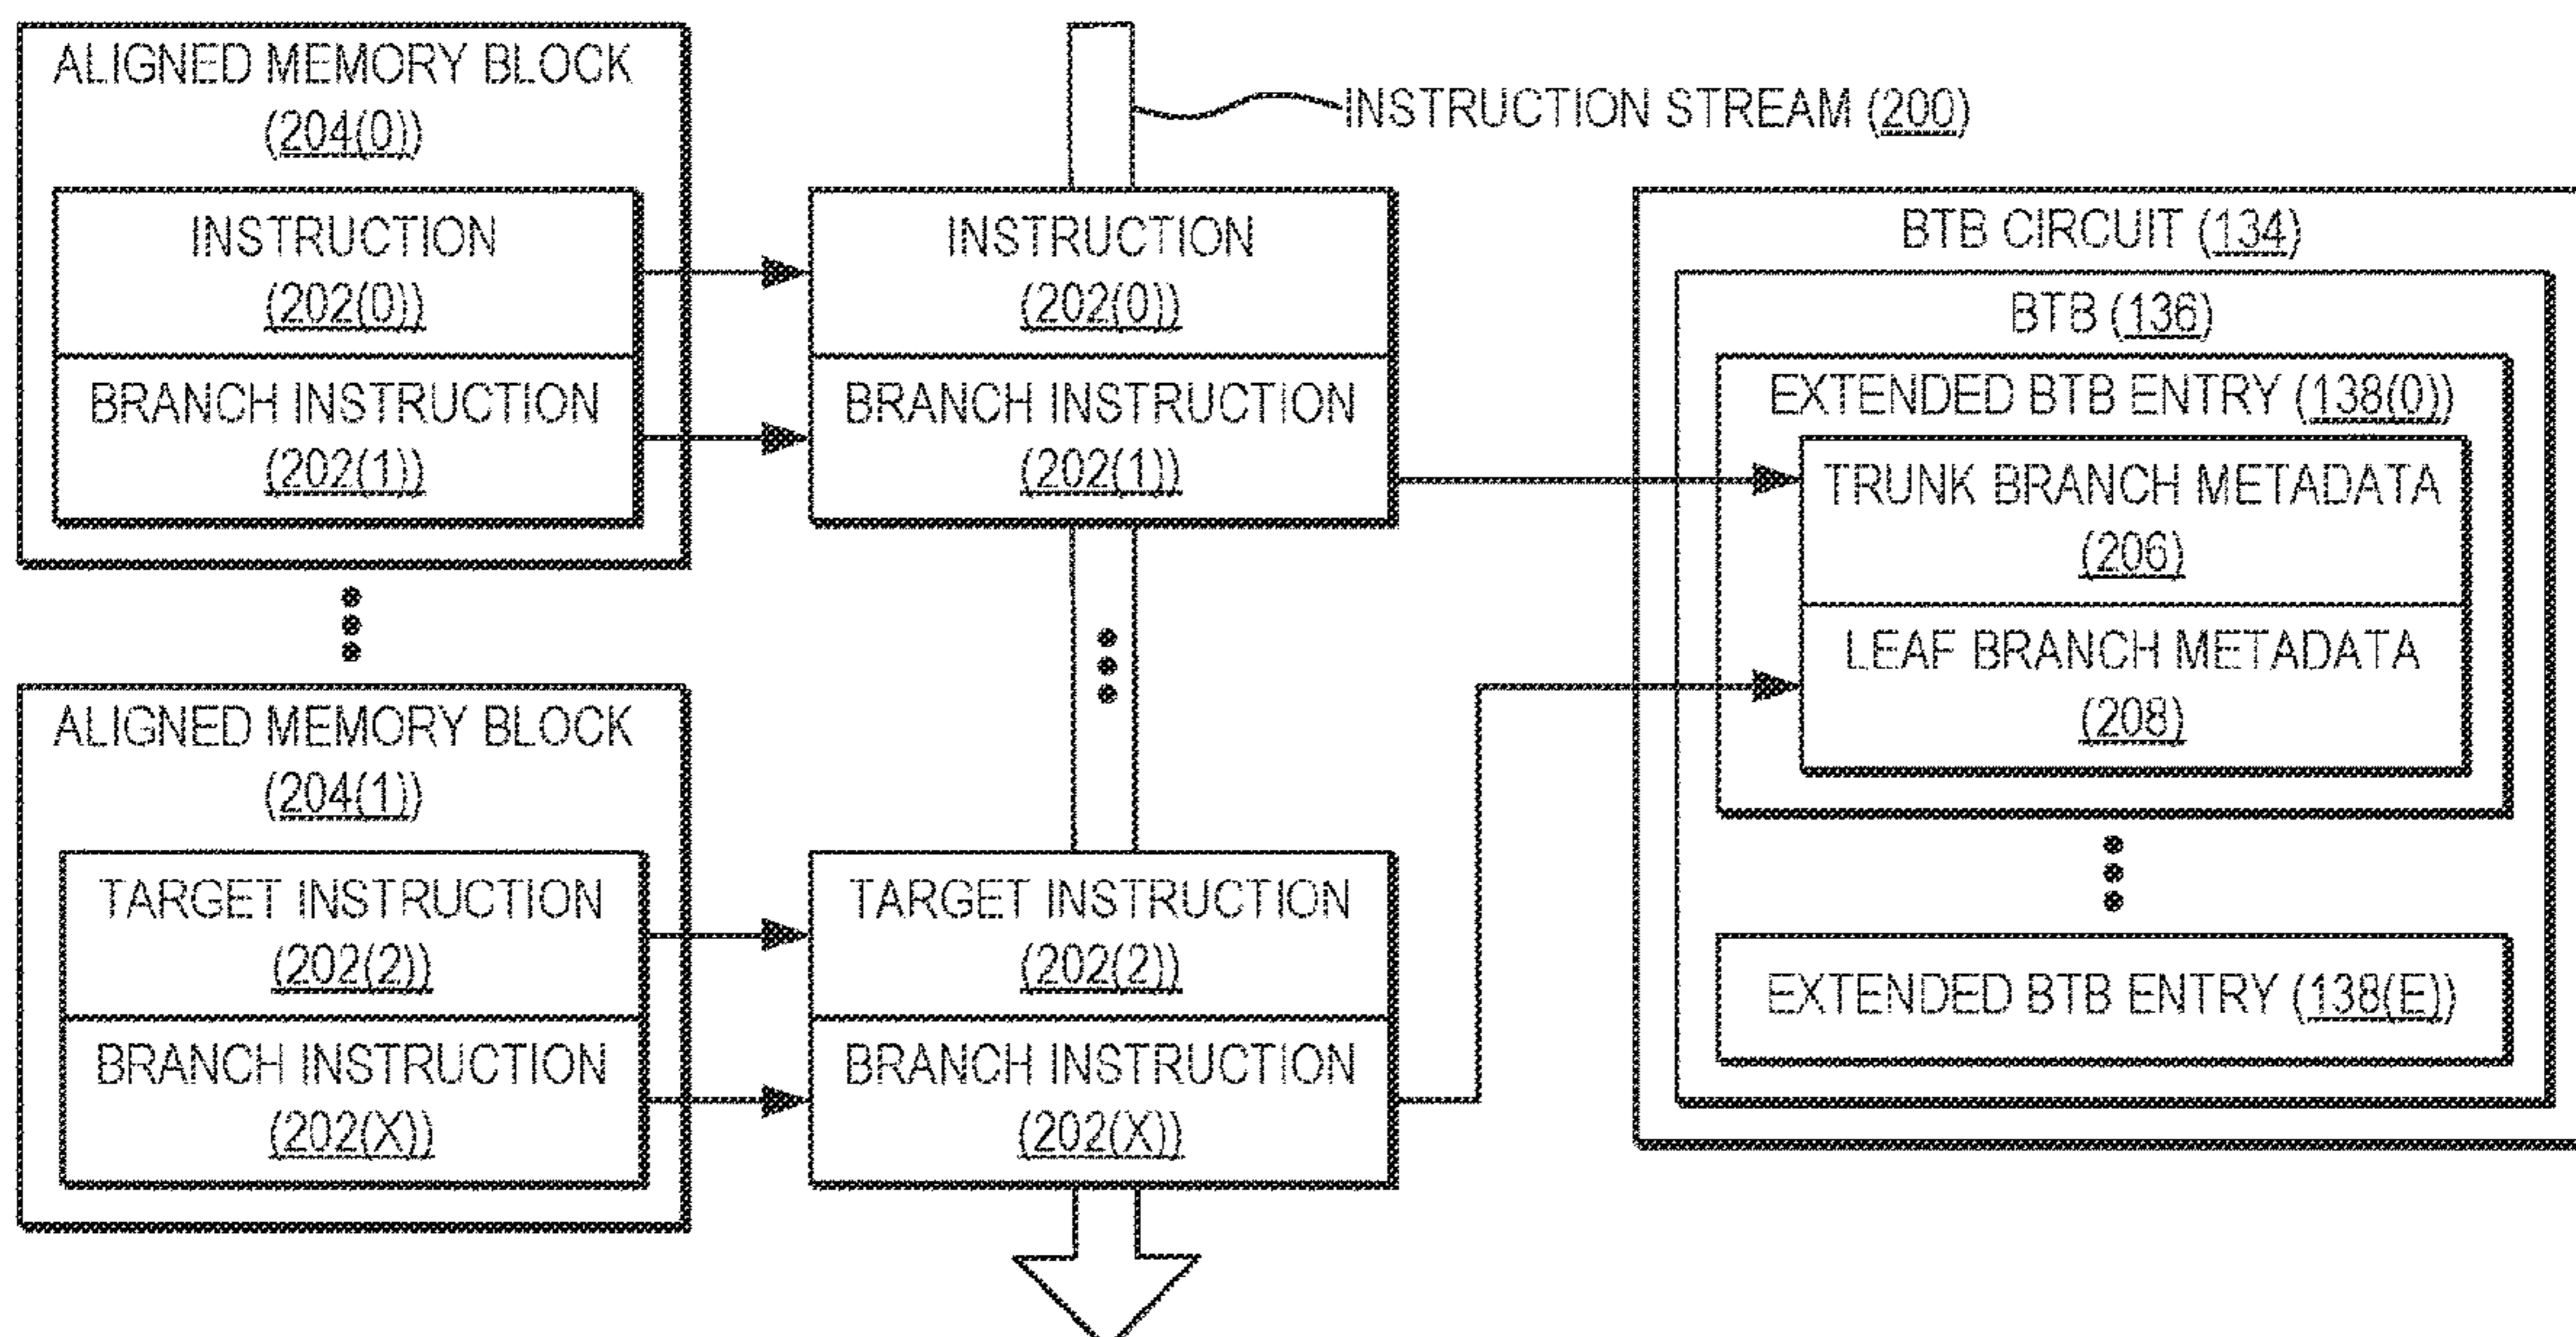 ALIGNED MEMORY BLOCK
(204(0))
INSTRUCTION
(202(0))
BRANCH INSTRUCTION
(202(1))
ALIGNED MEMORY BLOCK
(204(1))
TARGET INSTRUCTION
(202(2))
BRANCH INSTRUCTION
(202(X))
INSTRUCTION STREAM (200)
INSTRUCTION
(202(0))
BRANCH INSTRUCTION
(202(1))
TARGET INSTRUCTION
(202(2))
BRANCH INSTRUCTION
(202(X))
BTB CIRCUIT (134)
BTB (136)
EXTENDED BTB ENTRY (138(0))
TRUNK BRANCH METADATA
(206)
LEAF BRANCH METADATA
(208)
EXTENDED BTB ENTRY (138(E))